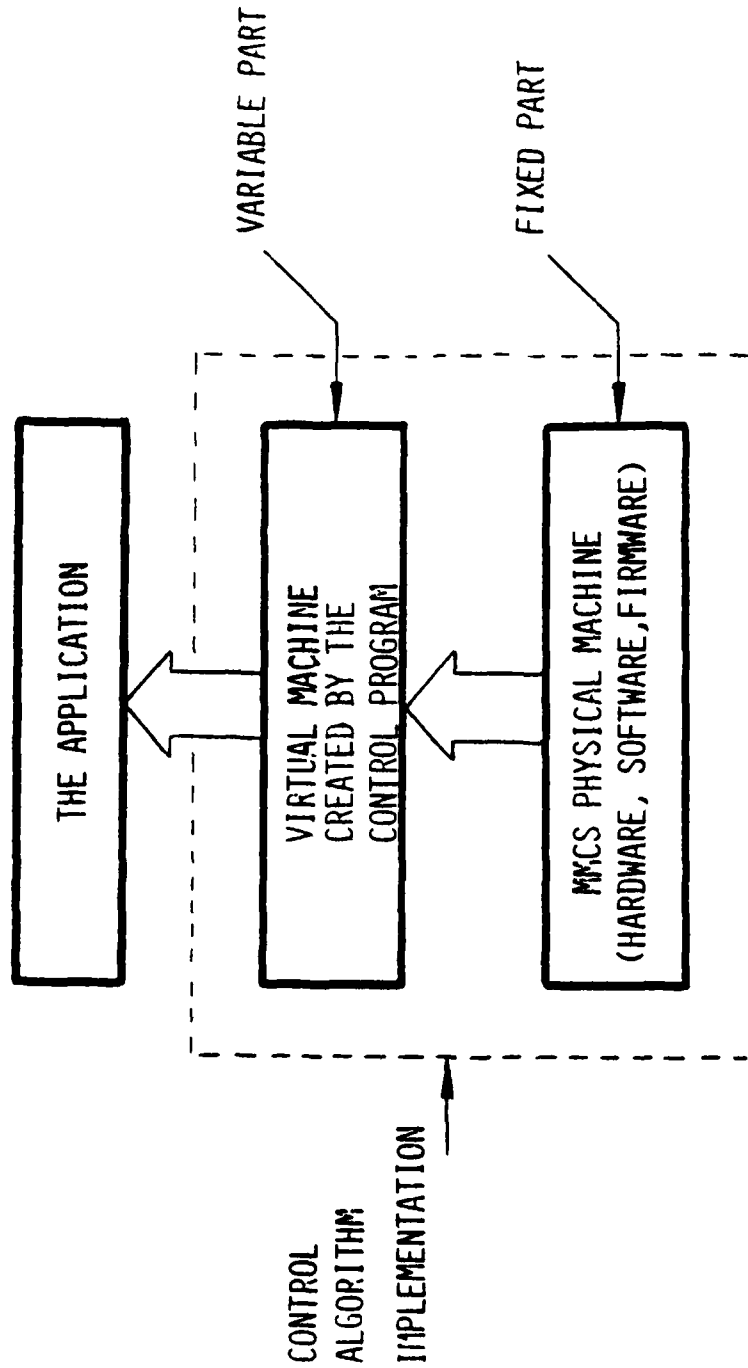 THE APPLICATION
VIRTUAL MACHINE
CREATED BY THE
CONTROL PROGRAM
VARIABLE PART
MMCS PHYSICAL MACHINE
(HARDWARE, SOFTWARE,FIRMWARE)
FIXED PART
CONTROL
ALGORITHM
IMPLEMENTATION